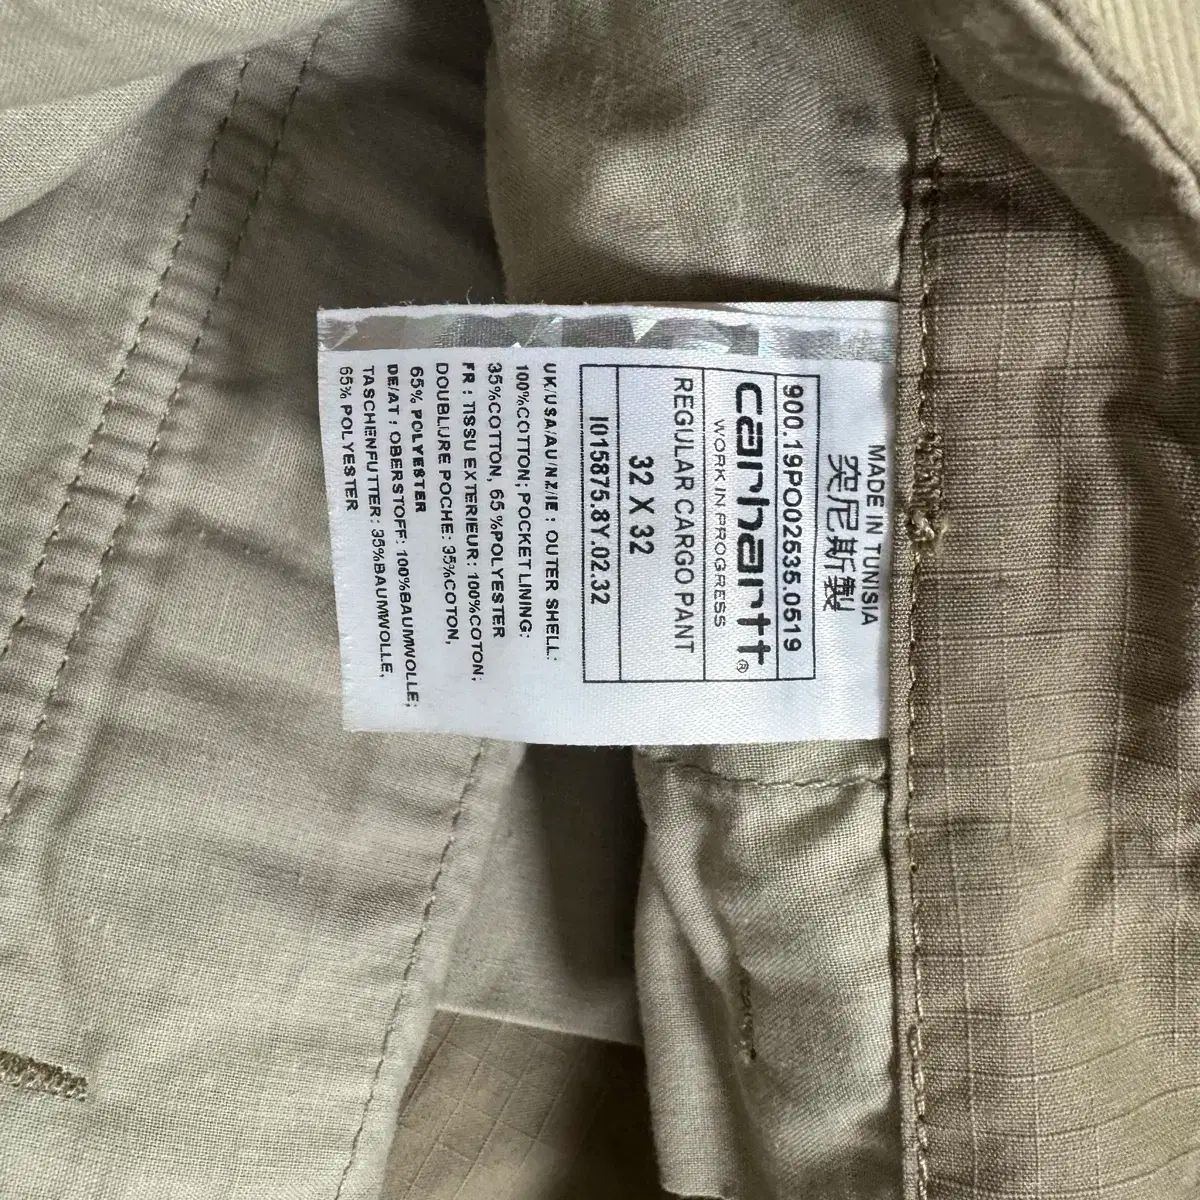 MADE IN TUNISIA
突尼斯製
900.19PO02535.0519
carhartt®
WORK IN PROGRESS
REGULAR CARGO PANT
32 X 32
I015875.8Y.02.32
UK/USA/AU/NZ/IE : OUTER SHELL:
100%COTTON; POCKET LINING:
35%COTTON, 65%POLYESTER
FR : TISSU EXTERIEUR: 100%COTON;
DOUBLURE POCHE: 35%COTON,
65% POLYESTER
DE/AT : OBERSTOFF: 100%BAUMWOLLE;
TASCHENFUTTER: 35%BAUMWOLLE,
65% POLYESTER